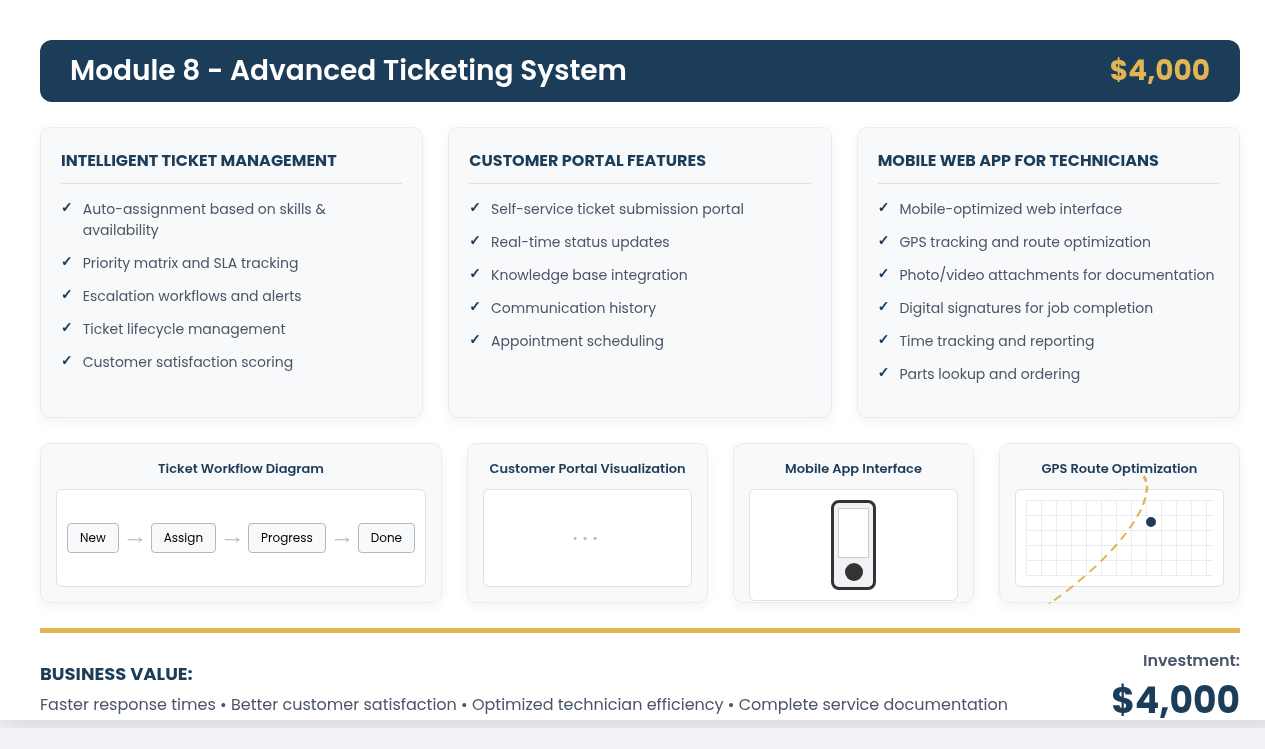 Module 8 - Advanced Ticketing System
$4,000
INTELLIGENT TICKET MANAGEMENT
✓ Auto-assignment based on skills &
availability
✓ Priority matrix and SLA tracking
✓ Escalation workflows and alerts
✓ Ticket lifecycle management
✓ Customer satisfaction scoring
CUSTOMER PORTAL FEATURES
✓ Self-service ticket submission portal
✓ Real-time status updates
✓ Knowledge base integration
✓ Communication history
✓ Appointment scheduling
MOBILE WEB APP FOR TECHNICIANS
✓ Mobile-optimized web interface
✓ GPS tracking and route optimization
✓ Photo/video attachments for documentation
✓ Digital signatures for job completion
✓ Time tracking and reporting
✓ Parts lookup and ordering
Ticket Workflow Diagram
New → Assign → Progress → Done
Customer Portal Visualization
...
Mobile App Interface
GPS Route Optimization
BUSINESS VALUE:
Faster response times • Better customer satisfaction • Optimized technician efficiency • Complete service documentation
Investment:
$4,000